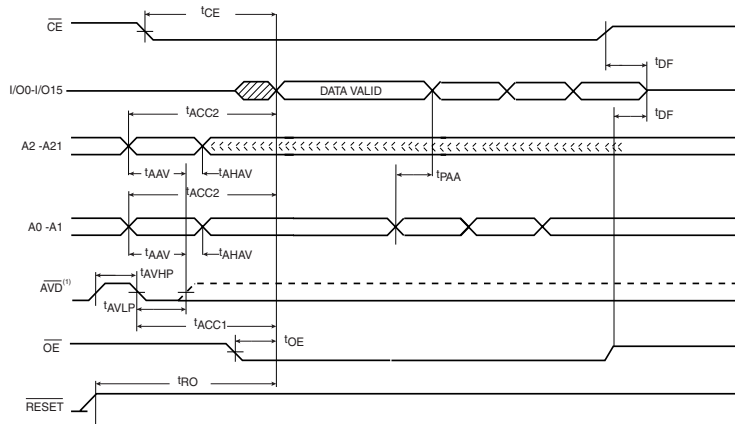 tCE
CE
tDF
I/O0-I/O15
DATA VALID
tACC2
tDF
A2 -A21
tAAV
tAHAV
tPAA
tACC2
A0 -A1
tAAV
tAHAV
tAVHP
AVD(1)
tAVLP
tACC1
tOE
OE
tRO
RESET